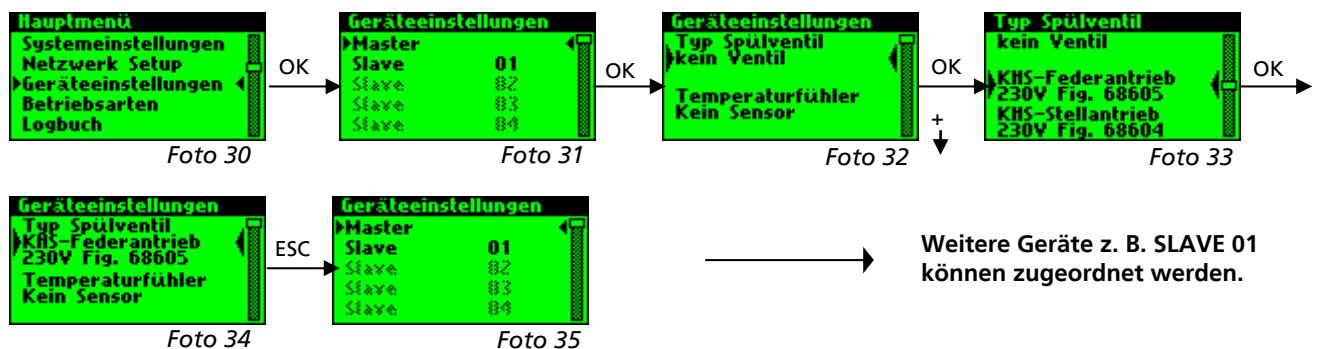 Hauptmenü
Systemeinstellungen
Netzwerk Setup
Geräteeinstellungen
Betriebsarten
Logbuch
Foto 30
OK
Geräteeinstellungen
Master
Slave 01
Slave 02
Slave 03
Slave 04
Foto 31
OK
Geräteeinstellungen
Typ Spülventil
kein Ventil
Temperaturfühler
Kein Sensor
Foto 32
OK
+
Typ Spülventil
kein Ventil
KHS-Federantrieb
230V Fig. 68605
KHS-Stellantrieb
230V Fig. 68604
Foto 33
OK
Geräteeinstellungen
Typ Spülventil
KHS-Federantrieb
230V Fig. 68605
Temperaturfühler
Kein Sensor
Foto 34
ESC
Geräteeinstellungen
Master
Slave 01
Slave 02
Slave 03
Slave 04
Foto 35
Weitere Geräte z. B. SLAVE 01
können zugeordnet werden.